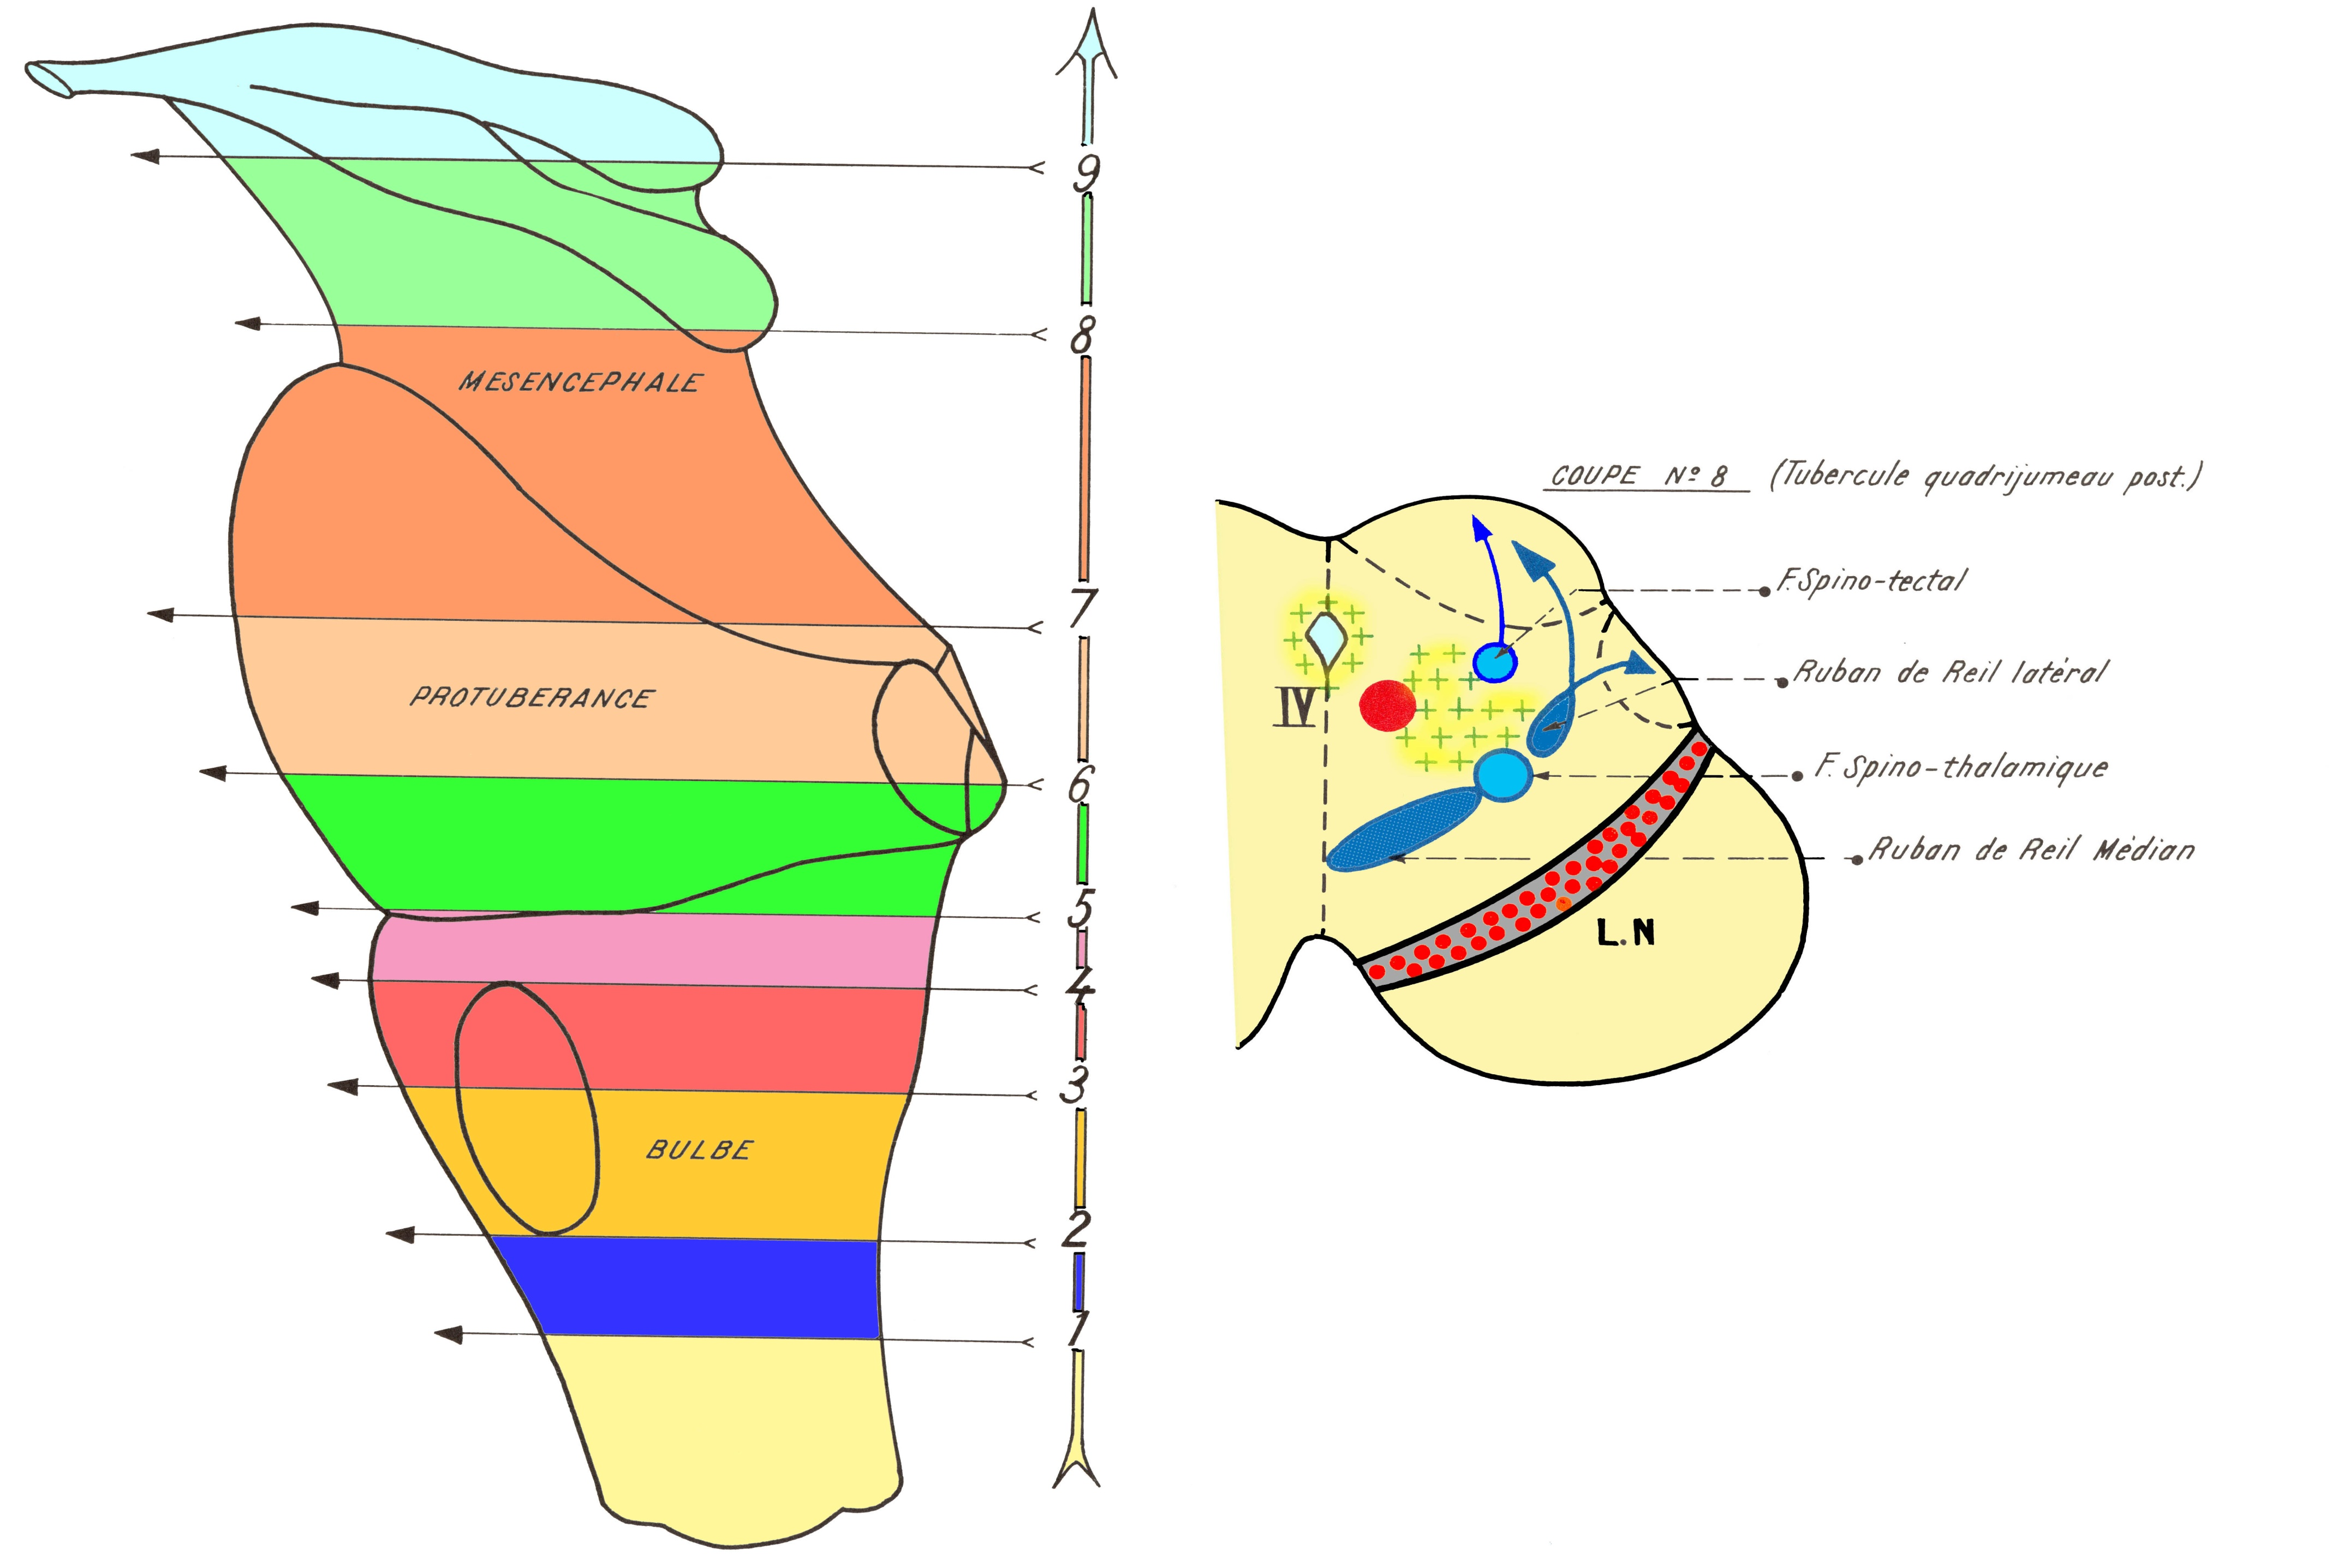 9
8
MESENCEPHALE
7
PROTUBERANCE
6
5
4
3
BULBE
2
1
COUPE Nº 8 (Tubercule quadrijumeau post.)
F.Spino-tectal
Ruban de Reil latéral
IV
F. Spino-thalamique
Ruban de Reil Médian
L.N